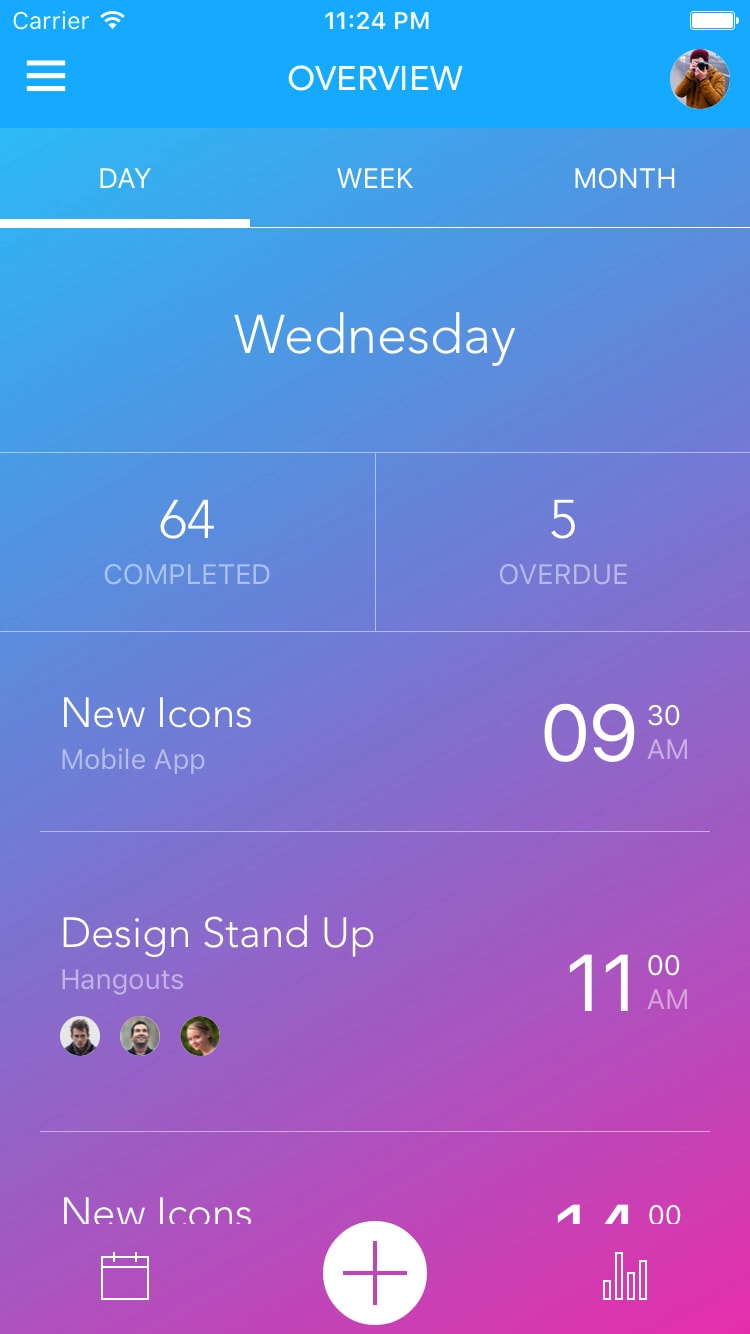 Carrier 11:24 PM
OVERVIEW
DAY WEEK MONTH
Wednesday
64 5
COMPLETED OVERDUE
New Icons 09 30
Mobile App AM
Design Stand Up 11 00
Hangouts AM
New Icons 14 00